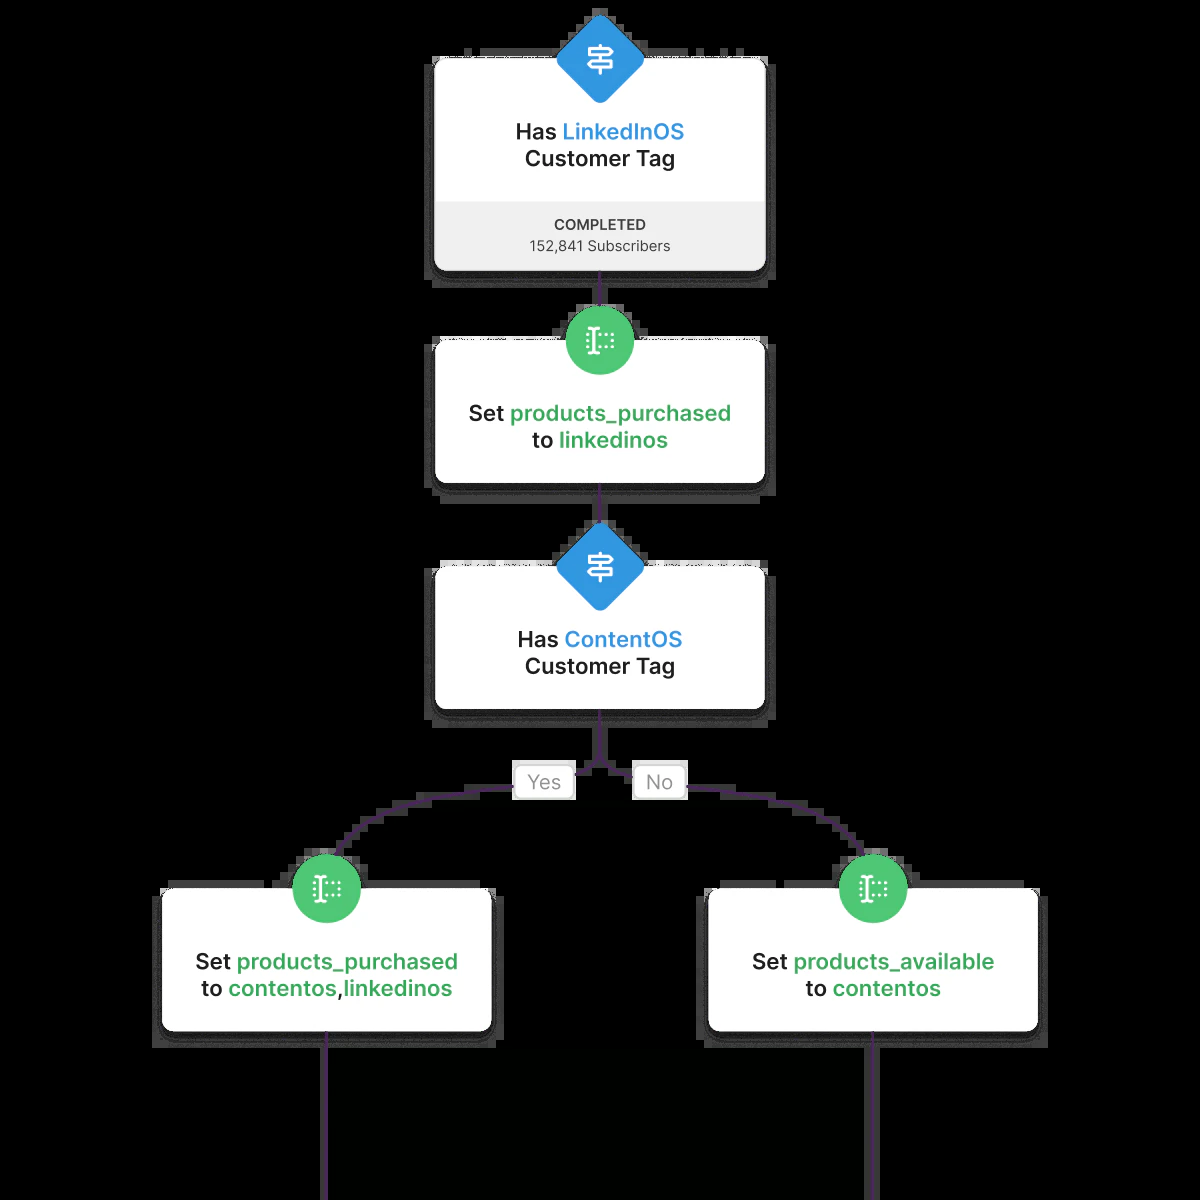 Has LinkedInOS
Customer Tag
COMPLETED
152,841 Subscribers
Set products_purchased
to linkedinos
Has ContentOS
Customer Tag
Yes
No
Set products_purchased
to contentos,linkedinos
Set products_available
to contentos